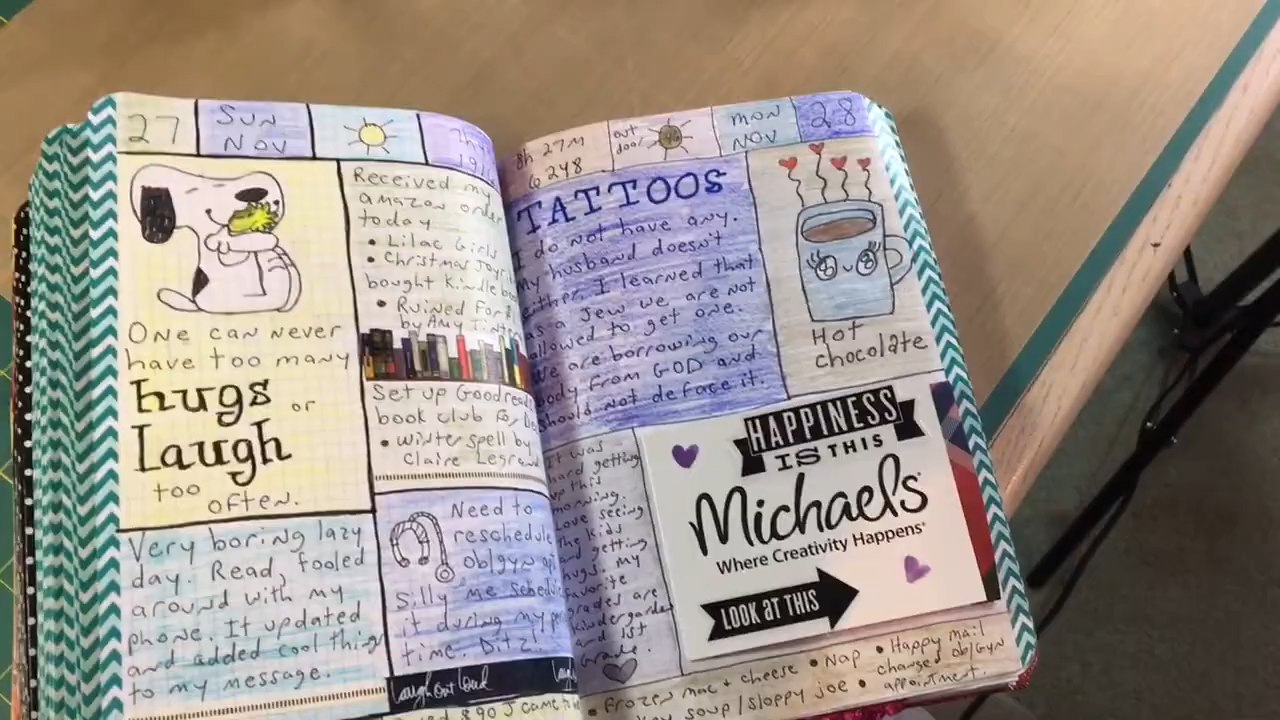 27
SUN
NOV
One can never
have too many
hugs or
Laugh
too
often.
Very boring lazy
day. Read, fooled
around with my
phone. It updated
and added cool things
to my message.
Received my
amazon order
today
• Lilac Girls
• Christmas
bought Kindle
• Ruined For
by Amy
Set up Goodreads
book club for
• Winter spell by
Claire
Need to
reschedule
ob/gyn
silly me
it during my
time. Ditz!
Laugh Out Loud
8h 27m
6248
out
door
46
MON
NOV
28
TATTOOS
I do not have any.
My husband doesn't
either. I learned that
as a Jew we are not
allowed to get one.
We are borrowing our
body from GOD and
should not deface it.
Hot
chocolate
It was
hard getting
up this
morning.
Love seeing
the kids
and getting
hugs. my
favorite
grades are
kindergarden
and 1st
Grade.
HAPPINESS
IS THIS
Michaels
Where Creativity Happens
LOOK AT THIS
• Frozen mac + cheese • Nap • Happy mail
soup/sloppy joe • changed ob/gyn
appointment.